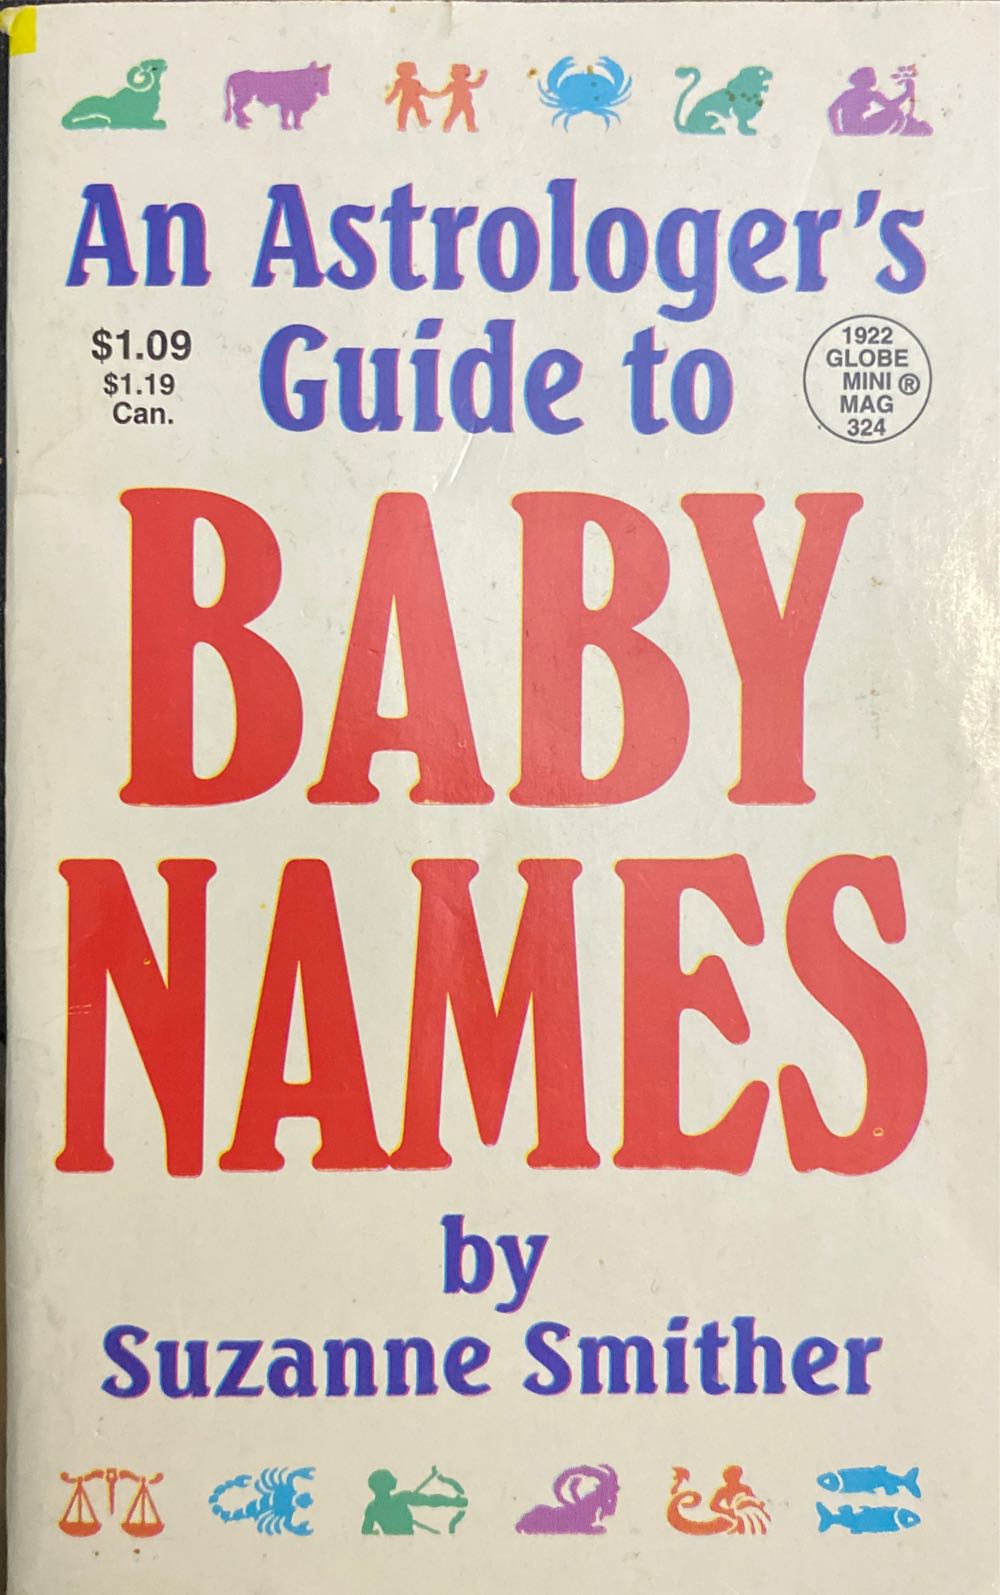 An Astrologer's
$1.09
$1.19
Can.
Guide to
1922
GLOBE
MINI ®
MAG
324
BABY
NAMES
by
Suzanne Smither